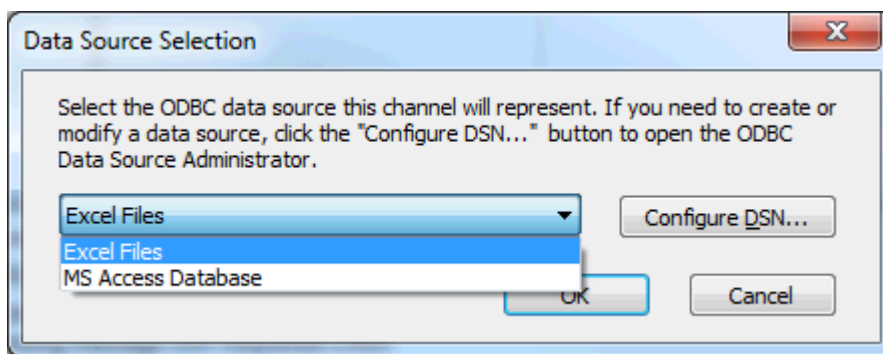 Data Source Selection
Select the ODBC data source this channel will represent. If you need to create or
modify a data source, click the "Configure DSN..." button to open the ODBC
Data Source Administrator.
Excel Files
Configure DSN...
Excel Files
MS Access Database
OK
Cancel